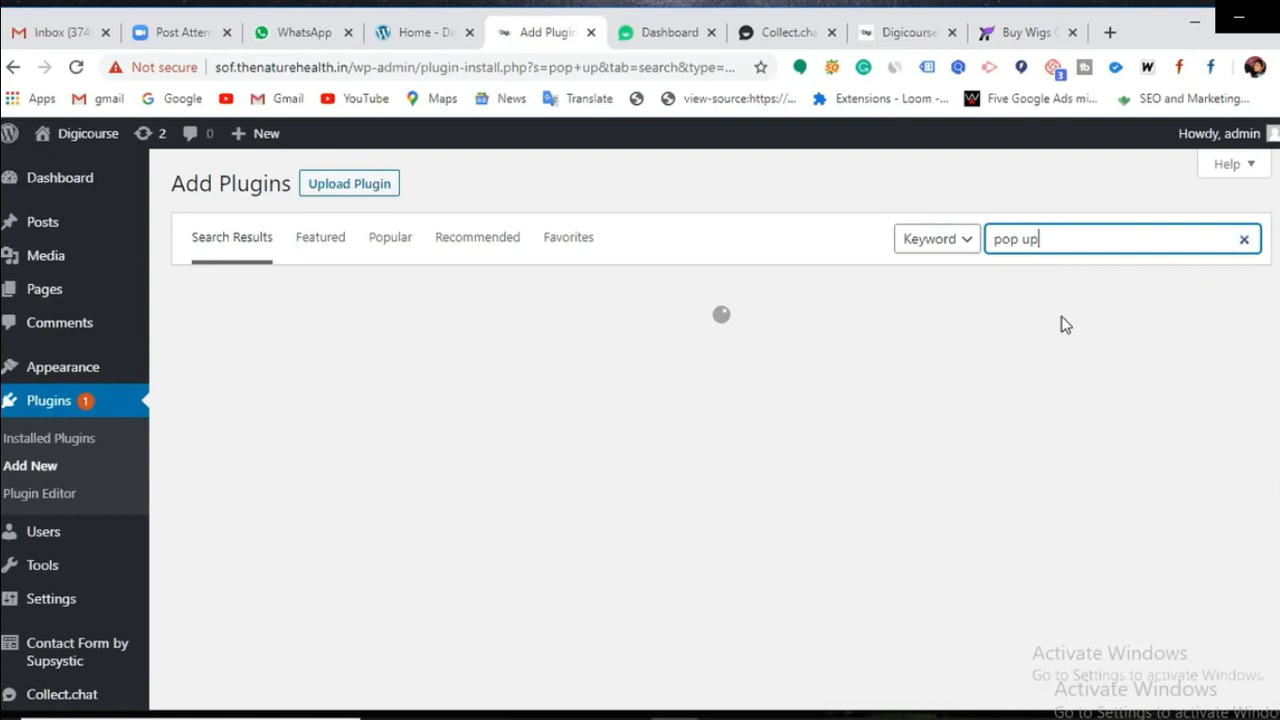 Inbox (374
Post Atten
WhatsApp
Home - Di
Add Plugin
Dashboard
Collect.cha
Digicourse
Buy Wigs
Not secure
sof.thenaturehealth.in/wp-admin/plugin-install.php?s=pop+up&tab=search&type=...
3
Apps
gmail
Google
Gmail
YouTube
Maps
News
Translate
view-source:https://...
Extensions - Loom -...
Five Google Ads mi...
SEO and Marketing...
Digicourse
2
0
New
Howdy, admin
Dashboard
Help
Add Plugins
Upload Plugin
Posts
Search Results
Featured
Popular
Recommended
Favorites
Keyword
pop up
Media
Pages
Comments
Appearance
Plugins 1
Installed Plugins
Add New
Plugin Editor
Users
Tools
Settings
Contact Form by
Supsystic
Collect.chat
Activate Windows
Go to Settings to activate Windows.
Activate Windows
Go to Settings to activate Windo